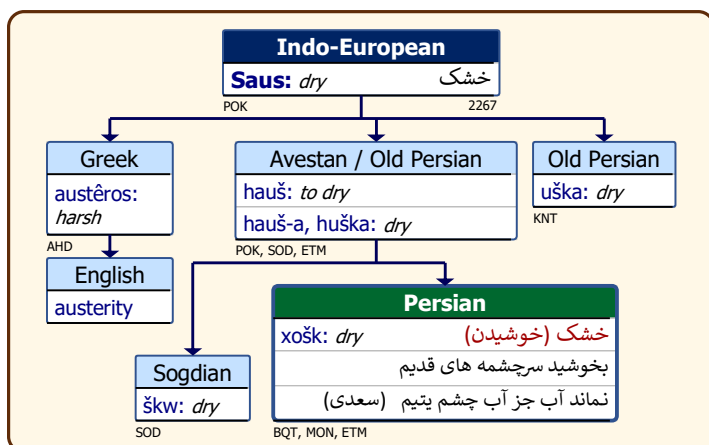 Indo-European
Saus: dry خشک
POK 2267
Greek
austêros:
harsh
AHD
English
austerity
Avestan / Old Persian
hauš: to dry
hauš-a, huška: dry
POK, SOD, ETM
Old Persian
uška: dry
KNT
Sogdian
škw: dry
SOD
Persian
xošk: dry خشک (خوشیدن)
بخوشید سرچشمه های قدیم
نماند آب جز آب چشم یتیم (سعدی)
BQT, MON, ETM